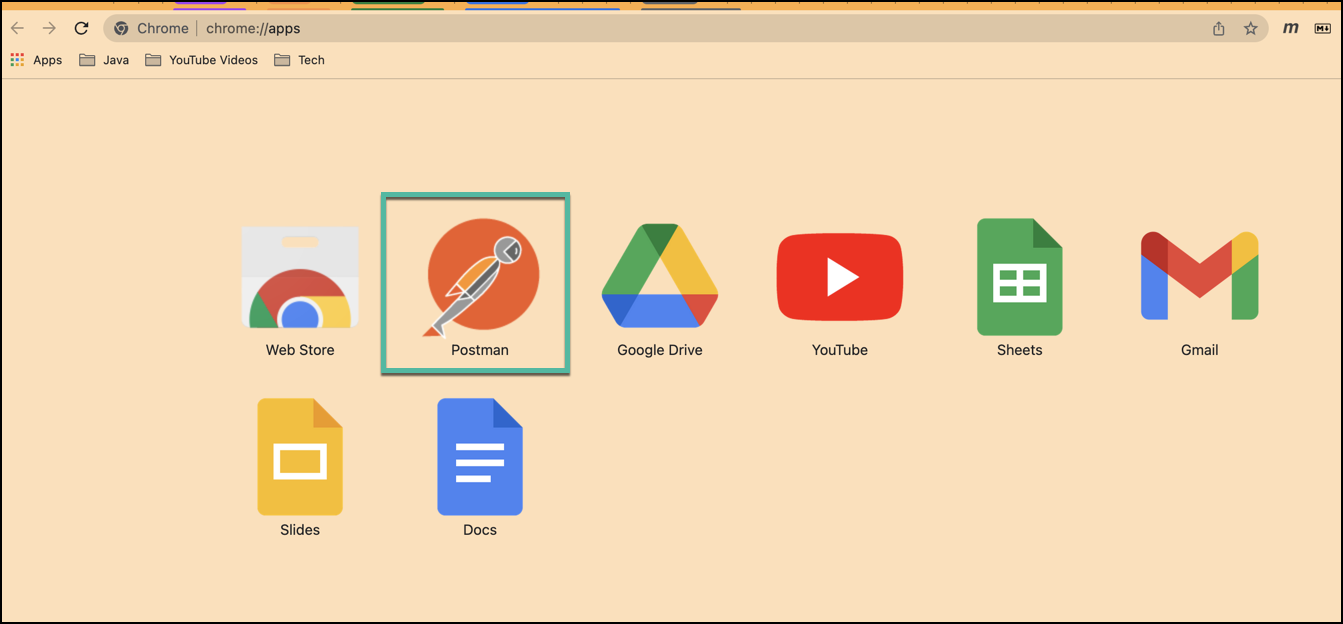 Chrome | chrome://apps
m
M
Apps Java YouTube Videos Tech
Web Store Postman Google Drive YouTube Sheets Gmail
Slides Docs